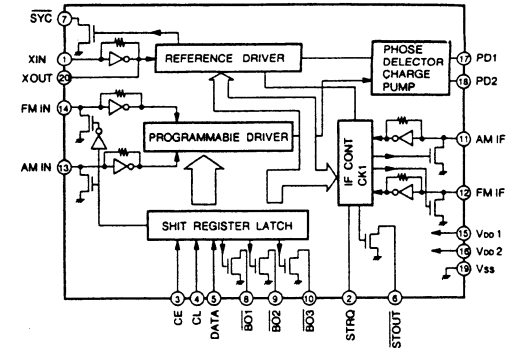 SYC
7
XIN
1
XOUT
20
REFERENCE DRIVER
PHOSE
DELECTOR
CHARGE
PUMP
17
PD1
18
PD2
FM IN
14
PROGRAMMABIE DRIVER
AM IN
13
IF CONT
CK1
11
AM IF
12
FM IF
15
VDD 1
16
VDD 2
19
VSS
SHIT REGISTER LATCH
3
4
5
8
9
10
2
6
CE
CL
DATA
BO1
BO2
BO3
STRQ
STOUT